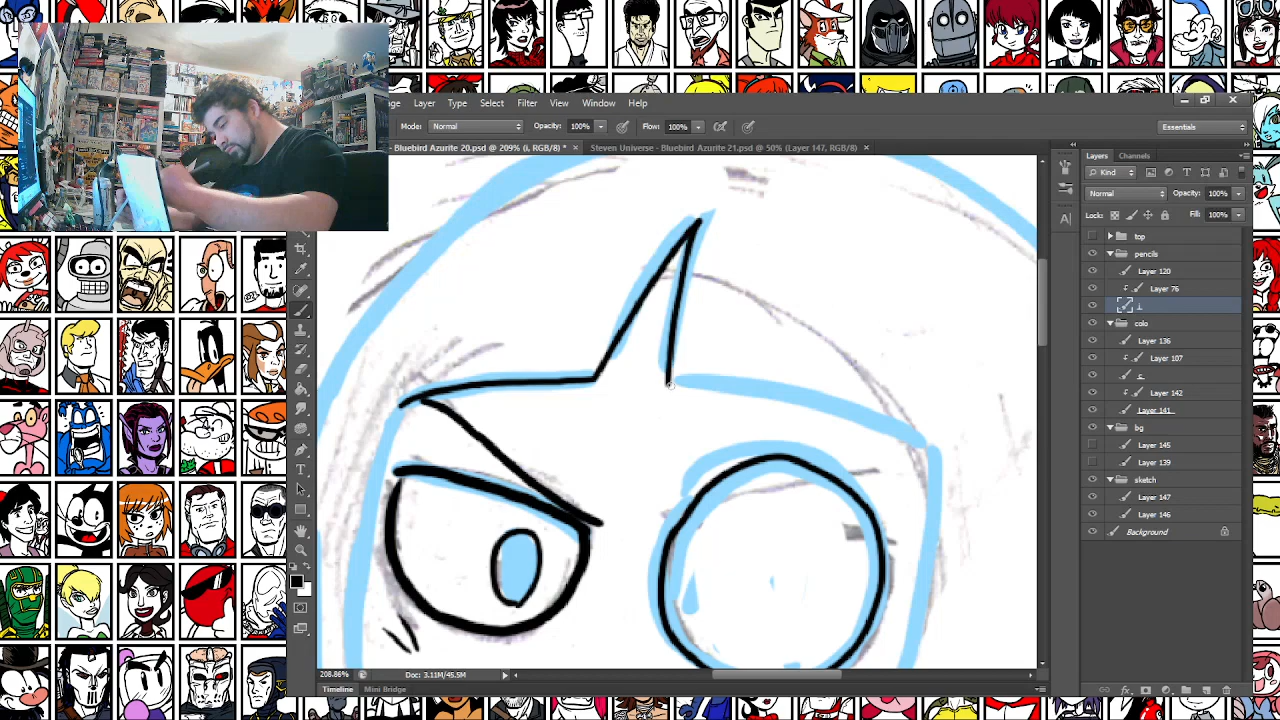 ge Layer Type Select Filter View Window Help
Mode: Normal Opacity: 100% Flow: 100% Essentials
Bluebird Azurite 20.psd @ 209% (i, RGB/8) * × Steven Universe - Bluebird Azurite 21.psd @ 50% (Layer 147, RGB/8) ×
Layers Channels
Kind
Normal Opacity: 100%
Lock: Fill: 100%
top
pencils
Layer 120
Layer 76
i
colo
Layer 136
Layer 107
c
Layer 142
Layer 141
bg
Layer 145
Layer 139
sketch
Layer 147
Layer 146
Background
208.86% Doc: 3.11M/45.5M
Timeline Mini Bridge